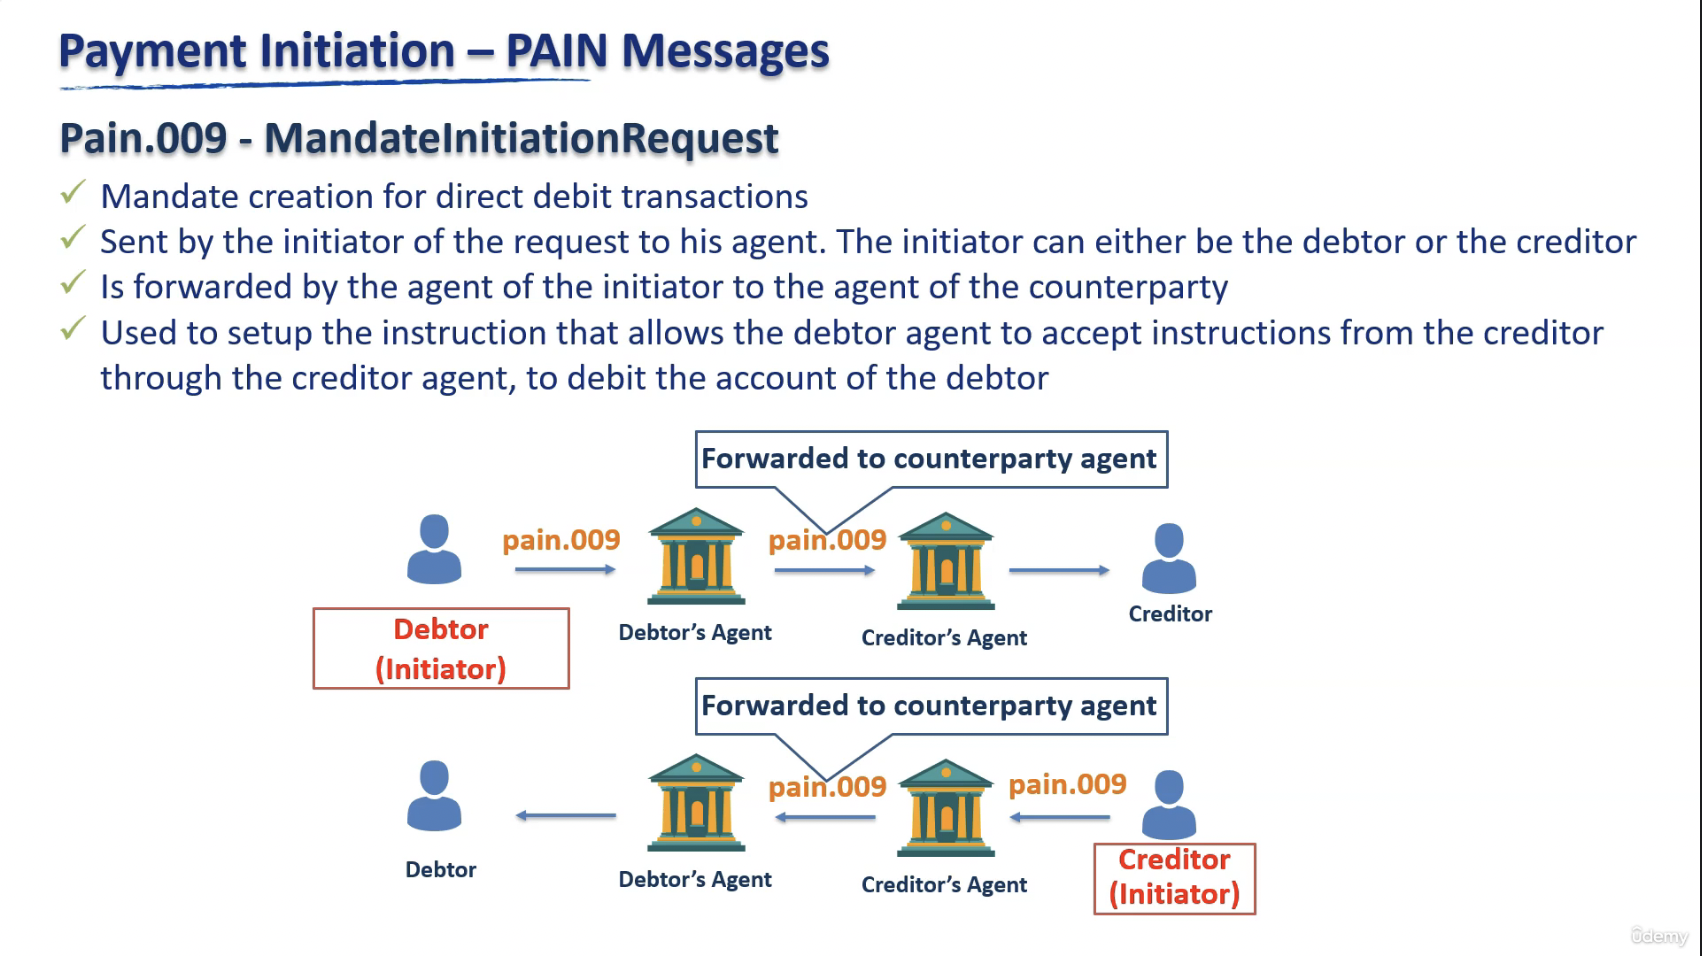 Payment Initiation – PAIN Messages
Pain.009 - MandateInitiationRequest
✓ Mandate creation for direct debit transactions
✓ Sent by the initiator of the request to his agent. The initiator can either be the debtor or the creditor
✓ Is forwarded by the agent of the initiator to the agent of the counterparty
✓ Used to setup the instruction that allows the debtor agent to accept instructions from the creditor
through the creditor agent, to debit the account of the debtor
Forwarded to counterparty agent
pain.009
pain.009
Debtor
(Initiator)
Debtor's Agent
Creditor's Agent
Creditor
Forwarded to counterparty agent
pain.009
pain.009
Debtor
Debtor's Agent
Creditor's Agent
Creditor
(Initiator)
ûdemy